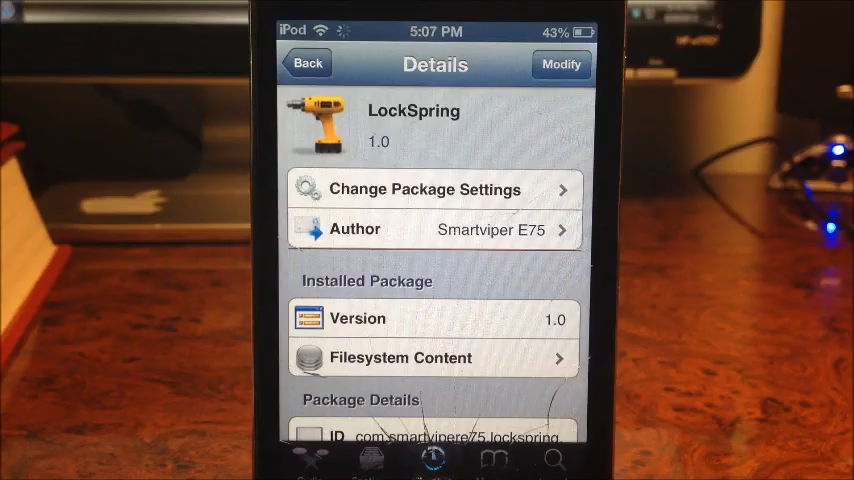 iPod 5:07 PM 43%
Back Details Modify
LockSpring
1.0
Change Package Settings
Author Smartviper E75
Installed Package
Version 1.0
Filesystem Content
Package Details
ID com.smartvipere75.lockspring